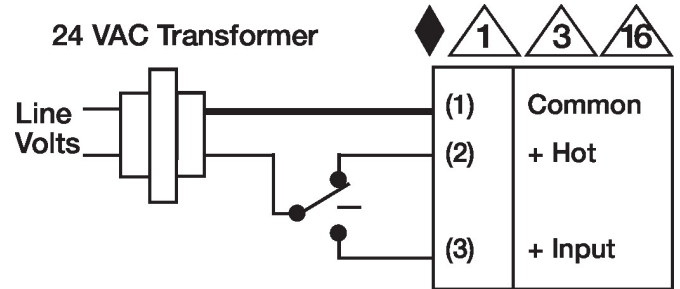 24 VAC Transformer
1 3 16
Line
Volts
(1) Common
(2) + Hot
(3) + Input